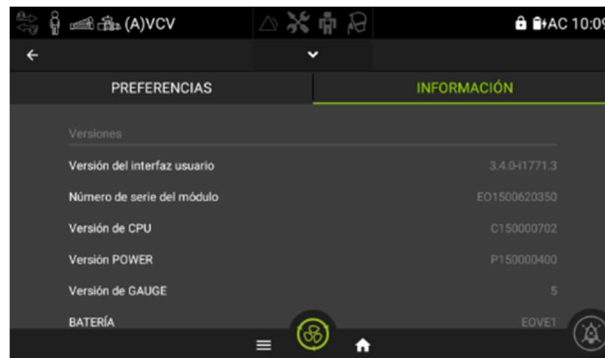 (A)VCV AC 10:09
PREFERENCIAS INFORMACIÓN
Versiones
Versión del interfaz usuario 3.4.0-i1771.3
Número de serie del módulo EO1500620350
Versión de CPU C150000702
Versión POWER P150000400
Versión de GAUGE 5
BATERÍA EOVE1